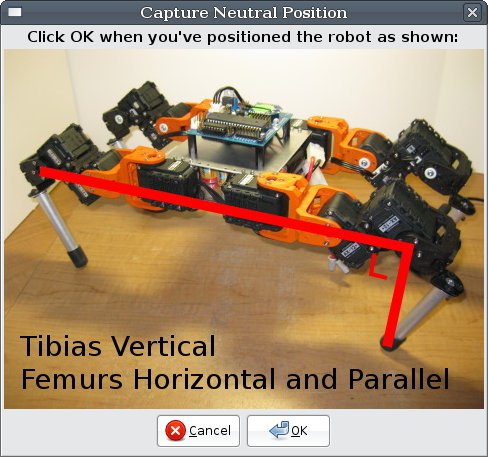 Capture Neutral Position
Click OK when you've positioned the robot as shown:
Tibias Vertical
Femurs Horizontal and Parallel
Cancel
OK